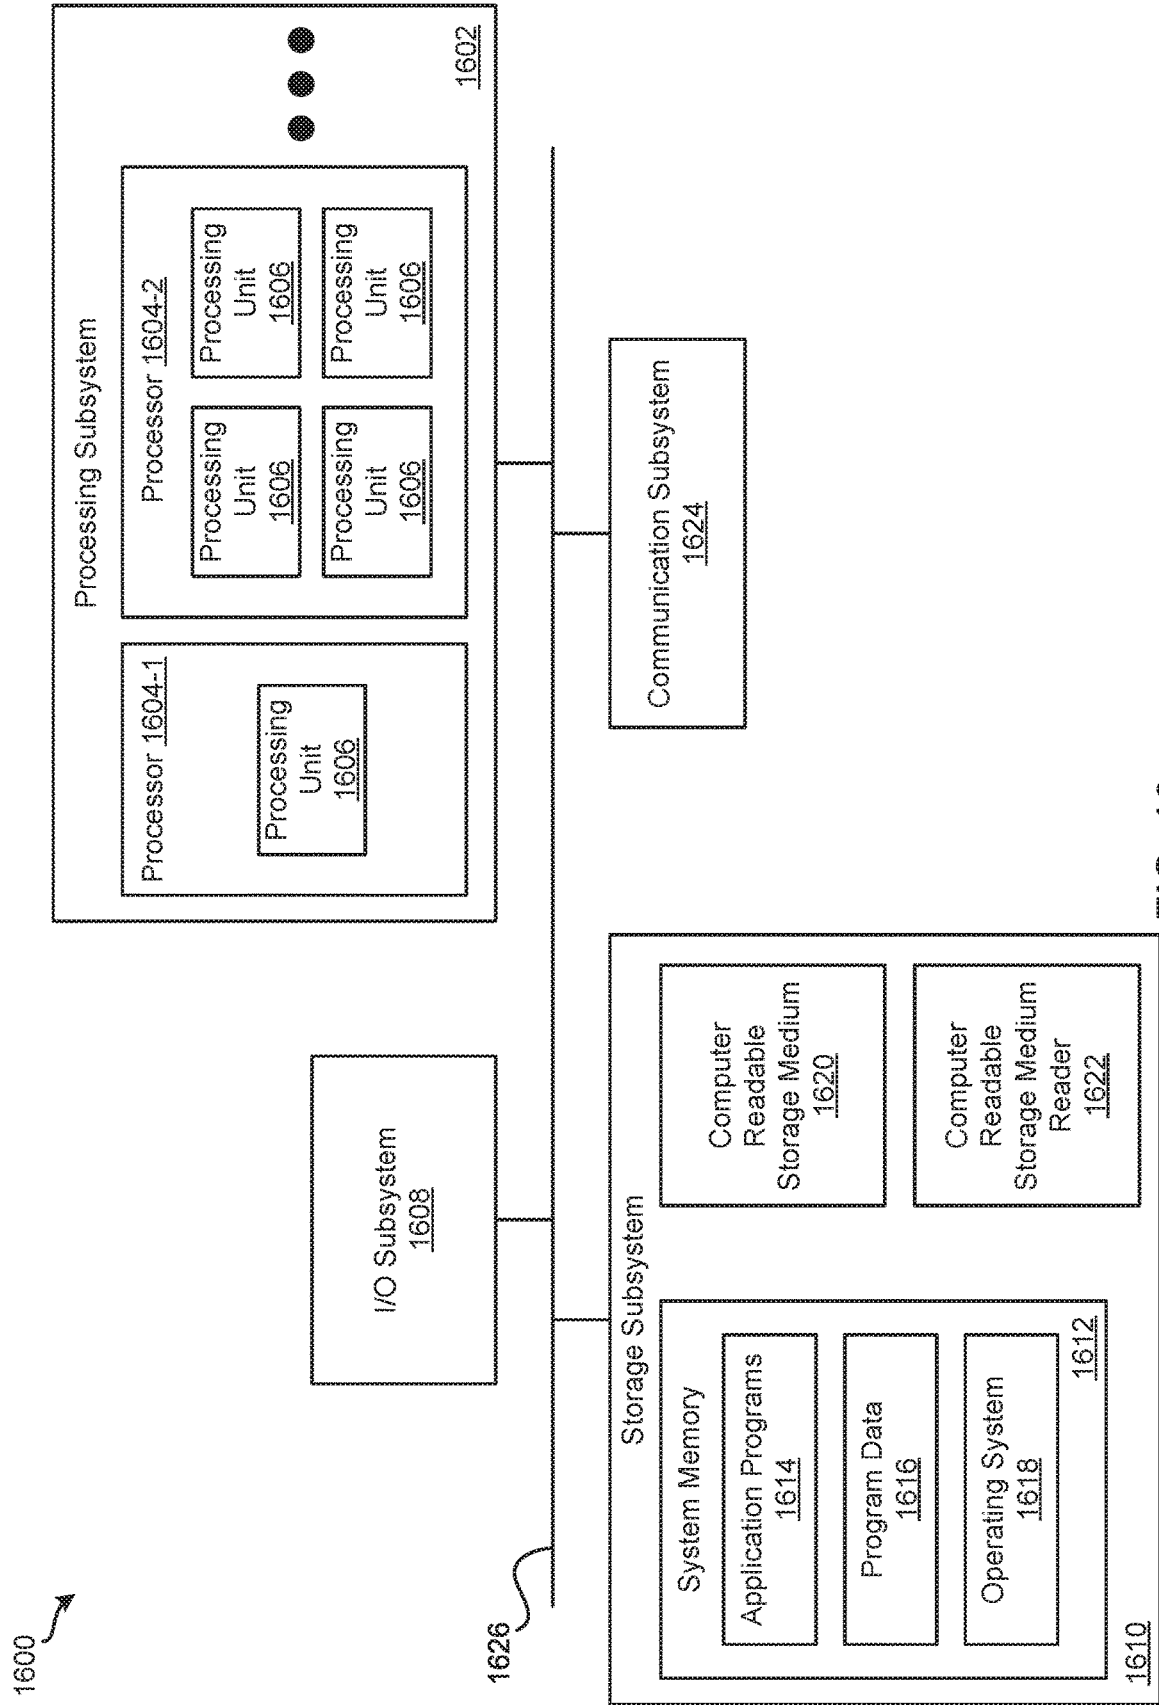 1600
I/O Subsystem
1608
Processing Subsystem
Processor 1604-1
Processing
Unit
1606
Processor 1604-2
Processing
Unit
1606
Processing
Unit
1606
Processing
Unit
1606
Processing
Unit
1606
1602
1626
Storage Subsystem
System Memory
Application Programs
1614
Program Data
1616
Operating System
1618
1612
Computer
Readable
Storage Medium
1620
Computer
Readable
Storage Medium
Reader
1622
1610
Communication Subsystem
1624